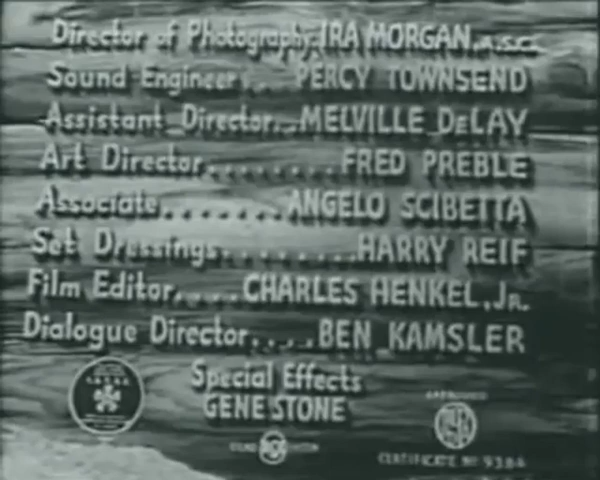 Director of Photography..IRA MORGAN, A.S.C.
Sound Engineer... PERCY TOWNSEND
Assistant Director...MELVILLE DeLAY
Art Director.........FRED PREBLE
Associate........ANGELO SCIBETTA
Set Dressings.........HARRY REIF
Film Editor.....CHARLES HENKEL, JR.
Dialogue Director....BEN KAMSLER
Special Effects
GENE STONE
APPROVED
CERTIFICATE No 9386